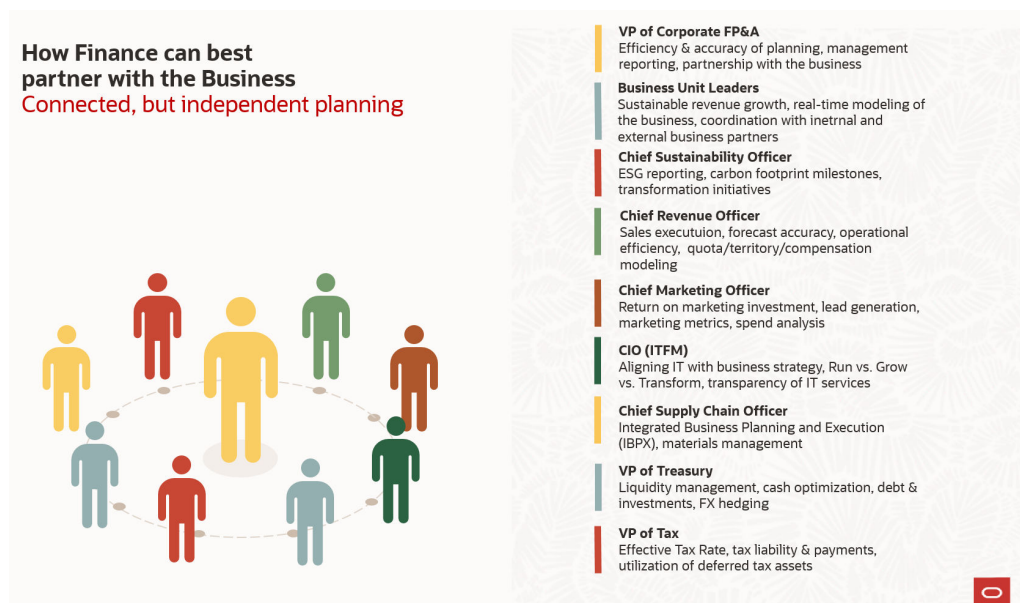 How Finance can best
partner with the Business
Connected, but independent planning
VP of Corporate FP&A
Efficiency & accuracy of planning, management
reporting, partnership with the business
Business Unit Leaders
Sustainable revenue growth, real-time modeling of
the business, coordination with inetrnal and
external business partners
Chief Sustainability Officer
ESG reporting, carbon footprint milestones,
transformation initiatives
Chief Revenue Officer
Sales executuion, forecast accuracy, operational
efficiency, quota/territory/compensation
modeling
Chief Marketing Officer
Return on marketing investment, lead generation,
marketing metrics, spend analysis
CIO (ITFM)
Aligning IT with business strategy, Run vs. Grow
vs. Transform, transparency of IT services
Chief Supply Chain Officer
Integrated Business Planning and Execution
(IBPX), materials management
VP of Treasury
Liquidity management, cash optimization, debt &
investments, FX hedging
VP of Tax
Effective Tax Rate, tax liability & payments,
utilization of deferred tax assets